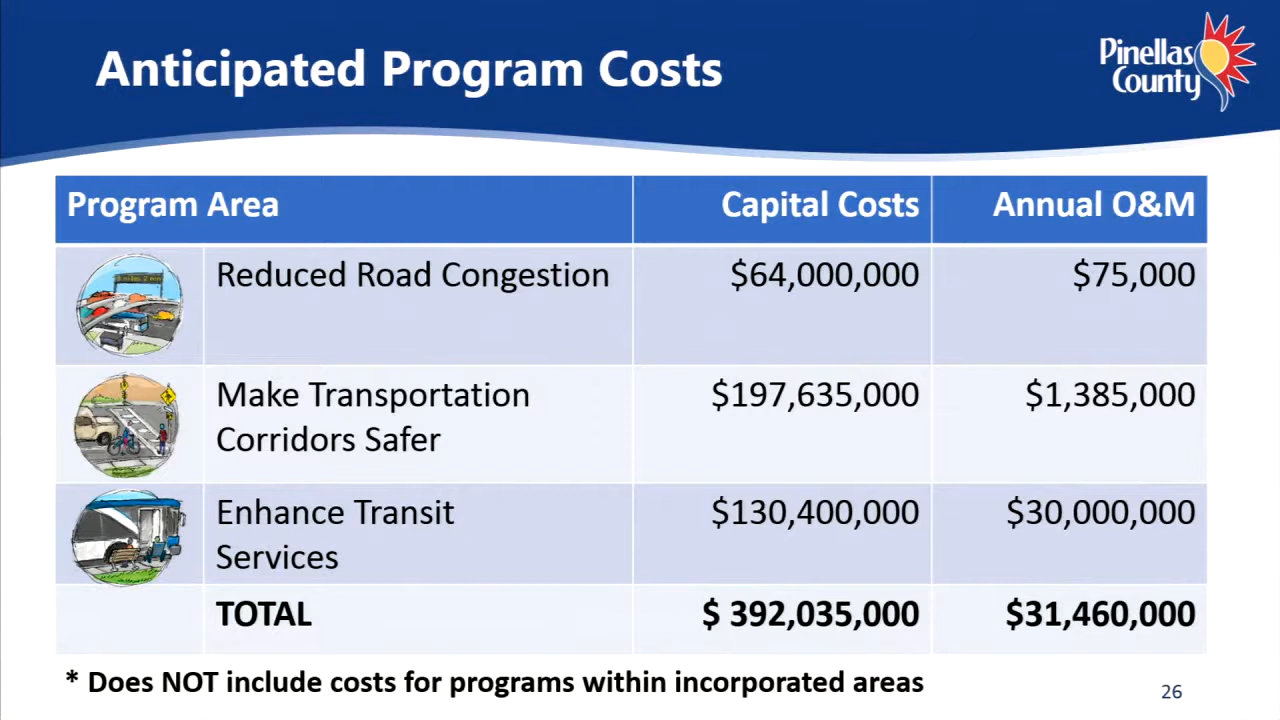 Anticipated Program Costs
Pinellas
County
Program Area Capital Costs Annual O&M
Reduced Road Congestion $64,000,000 $75,000
Make Transportation $197,635,000 $1,385,000
Corridors Safer
Enhance Transit $130,400,000 $30,000,000
Services
TOTAL $ 392,035,000 $31,460,000
* Does NOT include costs for programs within incorporated areas
26